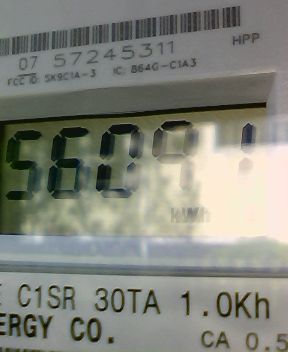 HPP
07 57245311
FCC ID: SK9C1A-3 IC: 864G-C1A3
56091
kWh
C1SR 30TA 1.0Kh
ERGY CO. CA 0.5